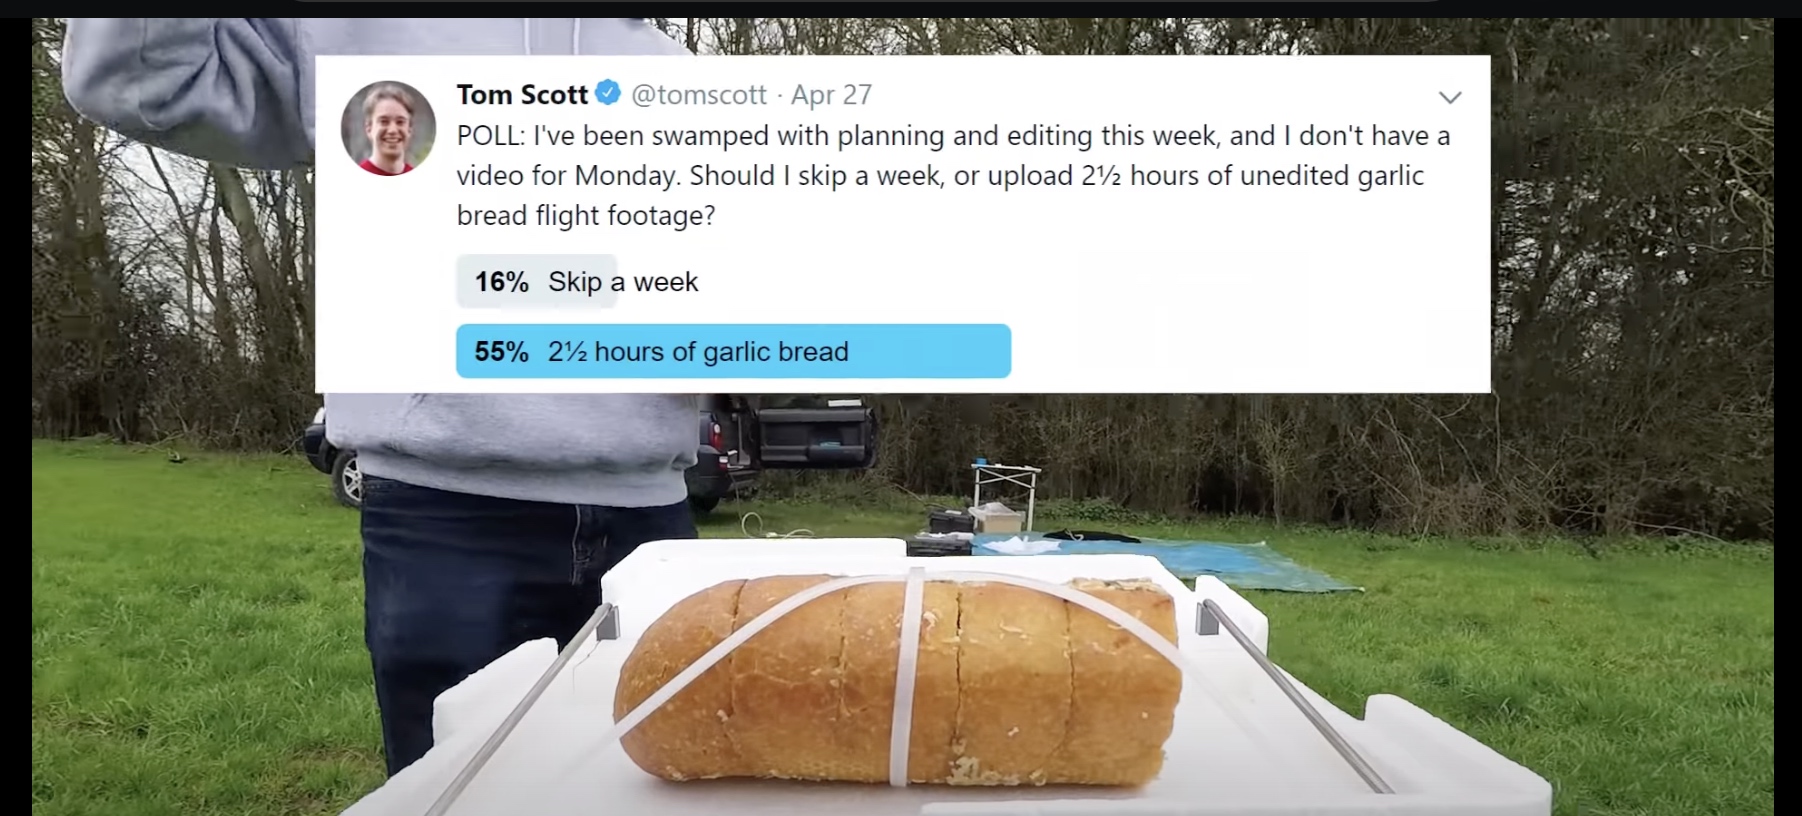 Tom Scott @tomscott · Apr 27
POLL: I've been swamped with planning and editing this week, and I don't have a
video for Monday. Should I skip a week, or upload 2½ hours of unedited garlic
bread flight footage?
16% Skip a week
55% 2½ hours of garlic bread